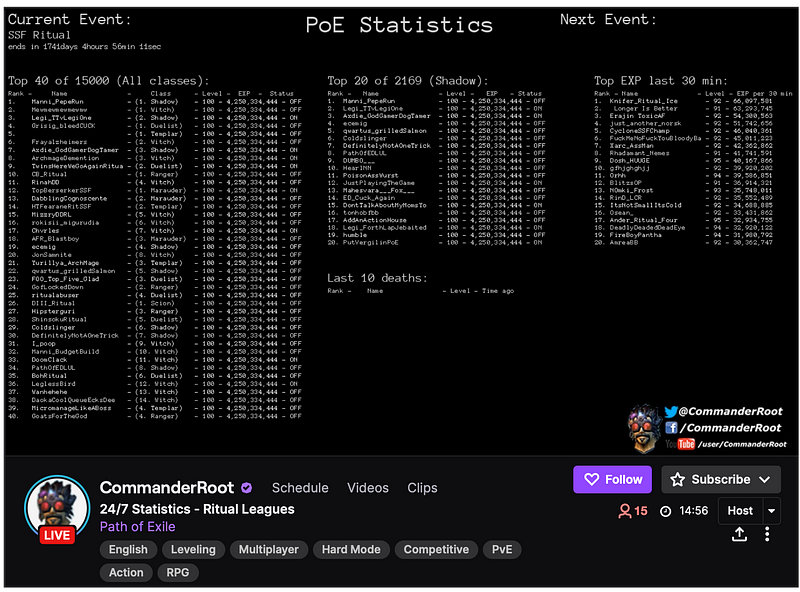 Current Event:
SSF Ritual
ends in 1741days 4hours 56min 11sec
PoE Statistics
Next Event:
Top 40 of 15000 (All classes):
Rank - Name - Class - Level - EXP - Status
1. Manni_PepeRun - (1. Shadow) - 100 - 4,250,334,444 - OFF
2. Mewmewmewmew - (1. Witch) - 100 - 4,250,334,444 - OFF
3. Legi_TTvLegiOne - (2. Shadow) - 100 - 4,250,334,444 - ON
4. Grisig_bleedCUCK - (1. Duelist) - 100 - 4,250,334,444 - OFF
5. - (1. Templar) - 100 - 4,250,334,444 - OFF
6. Frayalzheimers - (2. Witch) - 100 - 4,250,334,444 - OFF
7. Axdie_GodGamerDogTamer - (3. Shadow) - 100 - 4,250,334,444 - ON
8. ArchmageDemention - (3. Witch) - 100 - 4,250,334,444 - ON
9. TwinsHereWeGoAgainRitua - (2. Duelist) - 100 - 4,250,334,444 - ON
10. CB_Ritual - (1. Ranger) - 100 - 4,250,334,444 - OFF
11. RinahDD - (4. Witch) - 100 - 4,250,334,444 - OFF
12. TopBerserkerSSF - (1. Marauder) - 100 - 4,250,334,444 - ON
13. DabblingCognoscente - (2. Marauder) - 100 - 4,250,334,444 - OFF
14. HTFearaneRitSSF - (2. Templar) - 100 - 4,250,334,444 - OFF
15. MizzryDDRL - (5. Witch) - 100 - 4,250,334,444 - OFF
16. rokisii_wigurudia - (6. Witch) - 100 - 4,250,334,444 - OFF
17. Chvrles - (7. Witch) - 100 - 4,250,334,444 - ON
18. AFR_Blastboy - (3. Marauder) - 100 - 4,250,334,444 - OFF
19. ecemig - (4. Shadow) - 100 - 4,250,334,444 - OFF
20. JonSamnite - (8. Witch) - 100 - 4,250,334,444 - OFF
21. Turillya_ArchMage - (3. Templar) - 100 - 4,250,334,444 - OFF
22. qwartus_grilledSalmon - (5. Shadow) - 100 - 4,250,334,444 - OFF
23. FOO_Top_Five_Glad - (3. Duelist) - 100 - 4,250,334,444 - OFF
24. GofLockedDown - (2. Ranger) - 100 - 4,250,334,444 - OFF
25. ritualabuser - (4. Duelist) - 100 - 4,250,334,444 - OFF
26. DIII_Ritual - (1. Scion) - 100 - 4,250,334,444 - OFF
27. Hipsterguri - (3. Ranger) - 100 - 4,250,334,444 - OFF
28. ShinsokuRitual - (5. Duelist) - 100 - 4,250,334,444 - OFF
29. Coldslinger - (6. Shadow) - 100 - 4,250,334,444 - OFF
30. DefinitelyNotAOneTrick - (7. Shadow) - 100 - 4,250,334,444 - OFF
31. I_poop - (9. Witch) - 100 - 4,250,334,444 - OFF
32. Manni_BudgetBuild - (10. Witch) - 100 - 4,250,334,444 - OFF
33. DoomClack - (11. Witch) - 100 - 4,250,334,444 - ON
34. PathOfEDLUL - (8. Shadow) - 100 - 4,250,334,444 - OFF
35. BohRitual - (6. Duelist) - 100 - 4,250,334,444 - OFF
36. LeglessBird - (12. Witch) - 100 - 4,250,334,444 - ON
37. Vanhehehe - (13. Witch) - 100 - 4,250,334,444 - OFF
38. DaokaCoolQueueEcksDee - (14. Witch) - 100 - 4,250,334,444 - OFF
39. MicromanageLikeABoss - (4. Templar) - 100 - 4,250,334,444 - OFF
40. GoatsForTheGod - (4. Ranger) - 100 - 4,250,334,444 - OFF
Top 20 of 2169 (Shadow):
Rank - Name - Level - EXP - Status
1. Manni_PepeRun - 100 - 4,250,334,444 - OFF
2. Legi_TTvLegiOne - 100 - 4,250,334,444 - ON
3. Axdie_GodGamerDogTamer - 100 - 4,250,334,444 - ON
4. ecemig - 100 - 4,250,334,444 - OFF
5. qwartus_grilledSalmon - 100 - 4,250,334,444 - OFF
6. Coldslinger - 100 - 4,250,334,444 - OFF
7. DefinitelyNotAOneTrick - 100 - 4,250,334,444 - OFF
8. PathOfEDLUL - 100 - 4,250,334,444 - OFF
9. DUMBO___ - 100 - 4,250,334,444 - OFF
10. HearlNN - 100 - 4,250,334,444 - OFF
11. PoisonAssWurst - 100 - 4,250,334,444 - OFF
12. JustPlayingTheGame - 100 - 4,250,334,444 - ON
13. Mahesvara___Fox___ - 100 - 4,250,334,444 - ON
14. ED_Cuck_Again - 100 - 4,250,334,444 - OFF
15. DontTalkAboutMyMomsTo - 100 - 4,250,334,444 - OFF
16. tonhobfbb - 100 - 4,250,334,444 - OFF
17. AddAnActionHouse - 100 - 4,250,334,444 - OFF
18. Legi_ForthLapJebaited - 100 - 4,250,334,444 - ON
19. humble - 100 - 4,250,334,444 - OFF
20. PutVergilinPoE - 100 - 4,250,334,444 - ON
Last 10 deaths:
Rank - Name - Level - Time ago
Top EXP last 30 min:
Rank - Name - Level - EXP per 30 min
1. Knifer_Ritual_Ice - 92 - 66,097,581
2. Longer Is Better - 92 - 63,293,745
3. Erajin ToxicAF - 91 - 54,300,563
4. just_another_norsk - 92 - 51,742,656
5. CycloneSSFChamp - 92 - 46,040,361
6. FuckMeNoFuckYouBloodyBa - 92 - 45,011,223
7. Xarc_AssMan - 92 - 42,362,862
8. Rhadamant_Nemes - 91 - 41,741,591
9. Dosh_HUUGE - 95 - 40,167,866
10. gfhjghghjj - 92 - 39,920,202
11. Orhh - 94 - 39,586,851
12. BlitzsOP - 91 - 36,914,321
13. N0mki_Frost - 93 - 35,748,011
14. RinD_LCR - 92 - 35,552,489
15. ItsNotSmallItsCold - 92 - 34,688,885
16. Osean_ - 92 - 33,431,862
17. Ander_Ritual_Four - 95 - 32,934,755
18. DeadlyDeadedDeadEye - 92 - 32,920,122
19. FireBoyPantha - 94 - 31,980,792
20. AmreaBB - 92 - 30,362,747
@CommanderRoot
/CommanderRoot
YouTube /user/CommanderRoot
LIVE
CommanderRoot
Schedule
Videos
Clips
Follow
Subscribe
24/7 Statistics - Ritual Leagues
Path of Exile
15
14:56
Host
English
Leveling
Multiplayer
Hard Mode
Competitive
PvE
Action
RPG